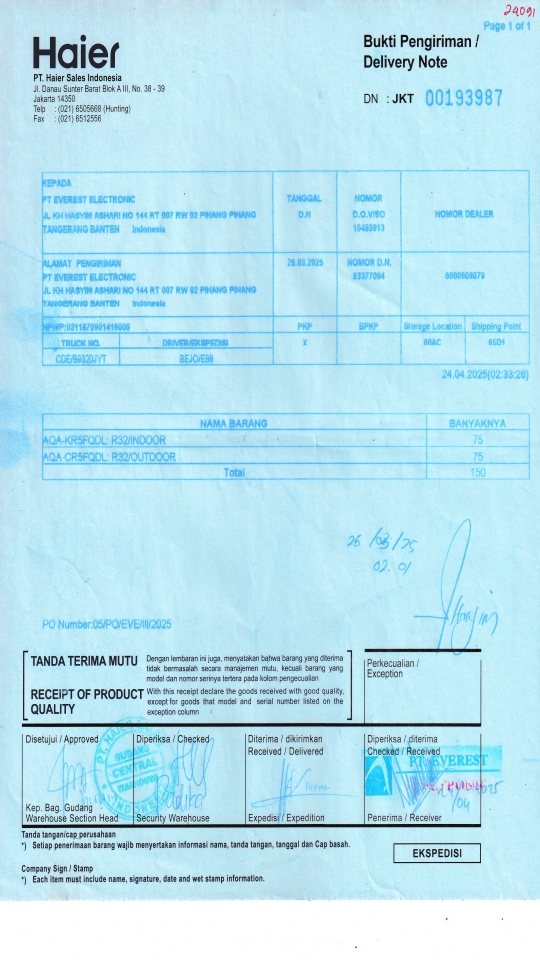 24091
Page 1 of 1
Haier
Bukti Pengiriman /
Delivery Note
PT. Haier Sales Indonesia
Jl. Danau Sunter Barat Blok A III, No. 38 - 39
Jakarta 14350
Telp : (021) 6505668 (Hunting)
Fax : (021) 6512556
DN : JKT 00193987
KEPADA
PT EVEREST ELECTRONIC
JL KH HASYIM ASHARI NO 144 RT 007 RW 02 PINANG PINANG
TANGERANG BANTEN Indonesia
TANGGAL
D.N
NOMOR
D.O.V/SO
10485013
NOMOR DEALER
ALAMAT PENGIRIMAN
PT EVEREST ELECTRONIC
JL KH HASYIM ASHARI NO 144 RT 007 RW 02 PINANG PINANG
TANGERANG BANTEN Indonesia
26.03.2025
NOMOR D.N.
83377094
PKP
BPKP
Storage Location
Shipping Point
TRUCK NO.
DRIVER/EKSPEDISI
X
00AC
65D1
CDE/B9320JYT
BEJO/EBB
24.04.2025(02:33:28)
NAMA BARANG
BANYAKNYA
AQA-KR5FQDL: R32/INDOOR
75
AQA-CR5FQDL: R32/OUTDOOR
75
Total
150
26/03/25
02.01
PO Number:05/PO/EVE/III/2025
TANDA TERIMA MUTU
Dengan lembaran ini juga, menyatakan bahwa barang yang diterima
tidak bermasalah secara manajemen mutu, kecuali barang yang
model dan nomor serinya tertera pada kolom pengecualian
RECEIPT OF PRODUCT
QUALITY
With this receipt declare the goods received with good quality,
except for goods that model and serial number listed on the
exception column
Perkecualian /
Exception
Disetujui / Approved
Diperiksa / Checked
Diterima / dikirimkan
Received / Delivered
Diperiksa / diterima
Checked / Received
GUDANG
CENTRAL
PT EVEREST
Kep. Bag. Gudang
Warehouse Section Head
Security Warehouse
Expedisi / Expedition
Penerima / Receiver
Tanda tangan/cap perusahaan
*) Setiap penerimaan barang wajib menyertakan informasi nama, tanda tangan, tanggal dan Cap basah.
EKSPEDISI
Company Sign / Stamp
*) Each item must include name, signature, date and wet stamp information.